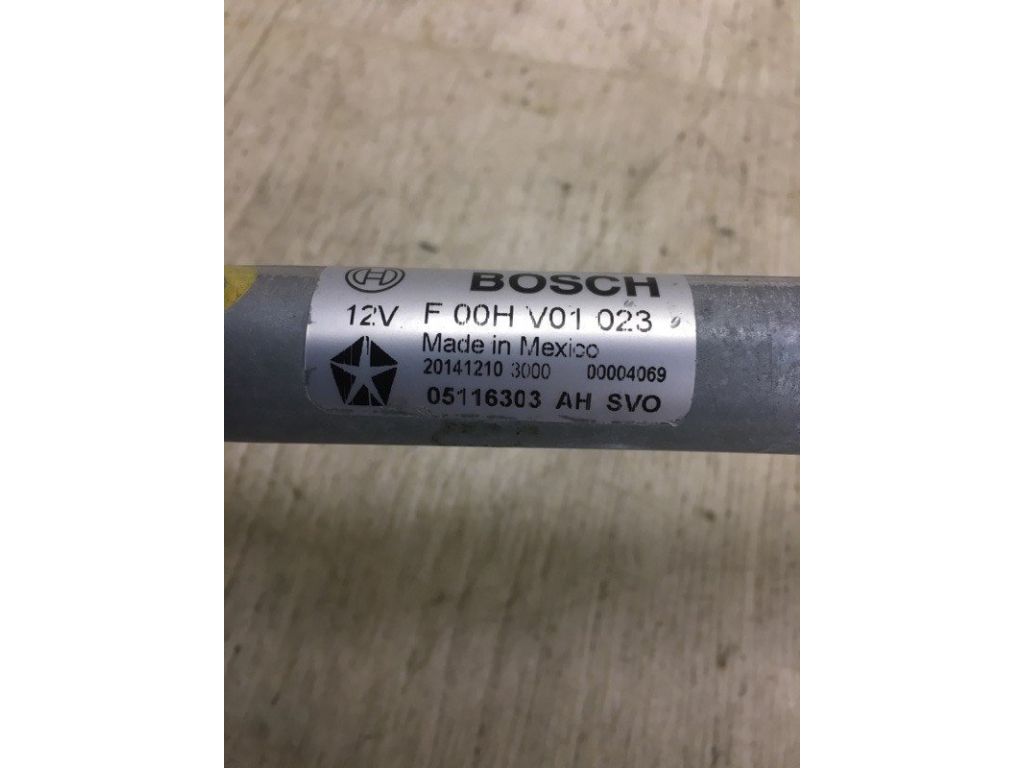 BOSCH
12V F 00H V01 023
Made in Mexico
20141210 3000 00004069
05116303 AH SVO